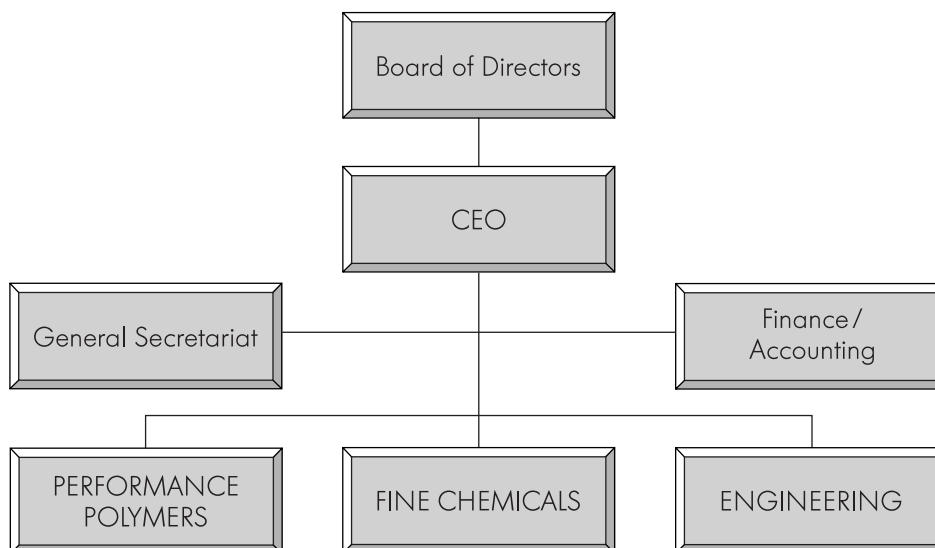 Board of Directors
CEO
General Secretariat
Finance/
Accounting
PERFORMANCE
POLYMERS
FINE CHEMICALS
ENGINEERING